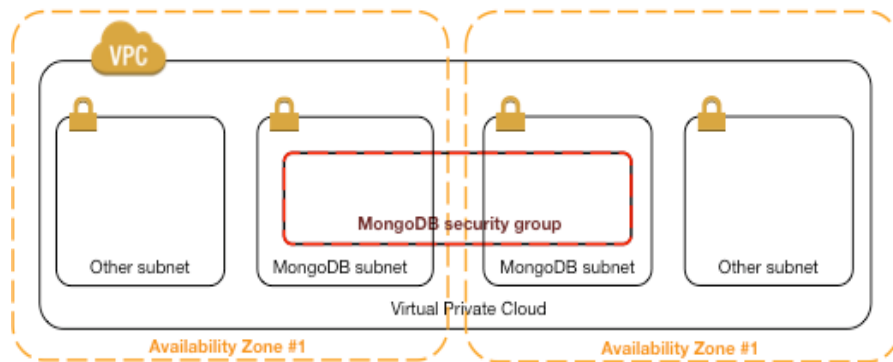 VPC
MongoDB security group
Other subnet
MongoDB subnet
MongoDB subnet
Other subnet
Virtual Private Cloud
Availability Zone #1
Availability Zone #1